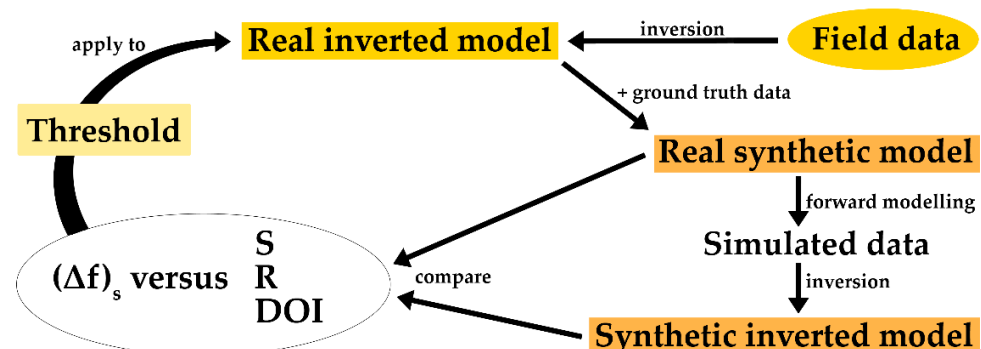 apply to
Real inverted model
inversion
Field data
+ ground truth data
Threshold
Real synthetic model
forward modelling
Simulated data
(Δf)s versus
S
R
DOI
compare
inversion
Synthetic inverted model